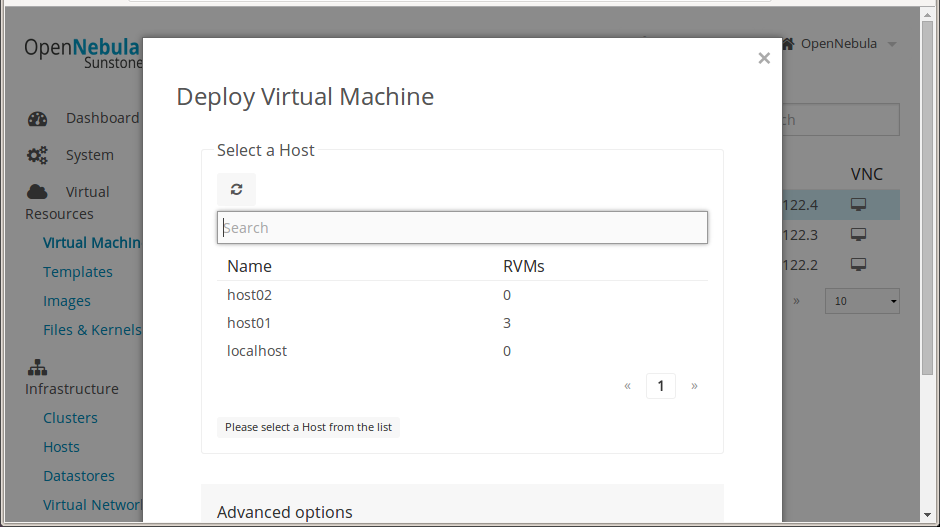 OpenNebula
Sunstone
OpenNebula
Dashboard
System
Virtual
Resources
Virtual Machin
Templates
Images
Files & Kernels
Infrastructure
Clusters
Hosts
Datastores
Virtual Networ
×
Deploy Virtual Machine
Select a Host
Search
Name RVMs
host02 0
host01 3
localhost 0
« 1 »
Please select a Host from the list
Advanced options
ch
VNC
122.4
122.3
122.2
» 10